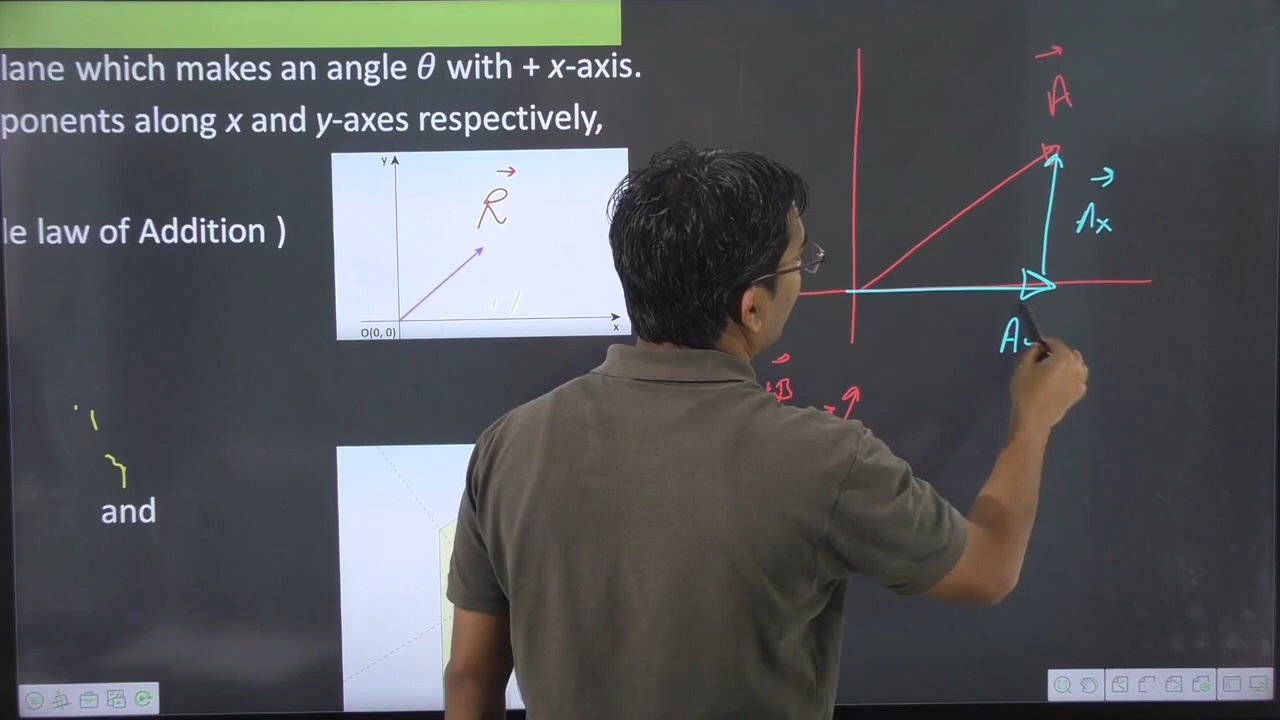 lane which makes an angle θ with + x-axis.
ponents along x and y-axes respectively,
le law of Addition )
y
R
O(0, 0)
x
and
A
Ax
A
B